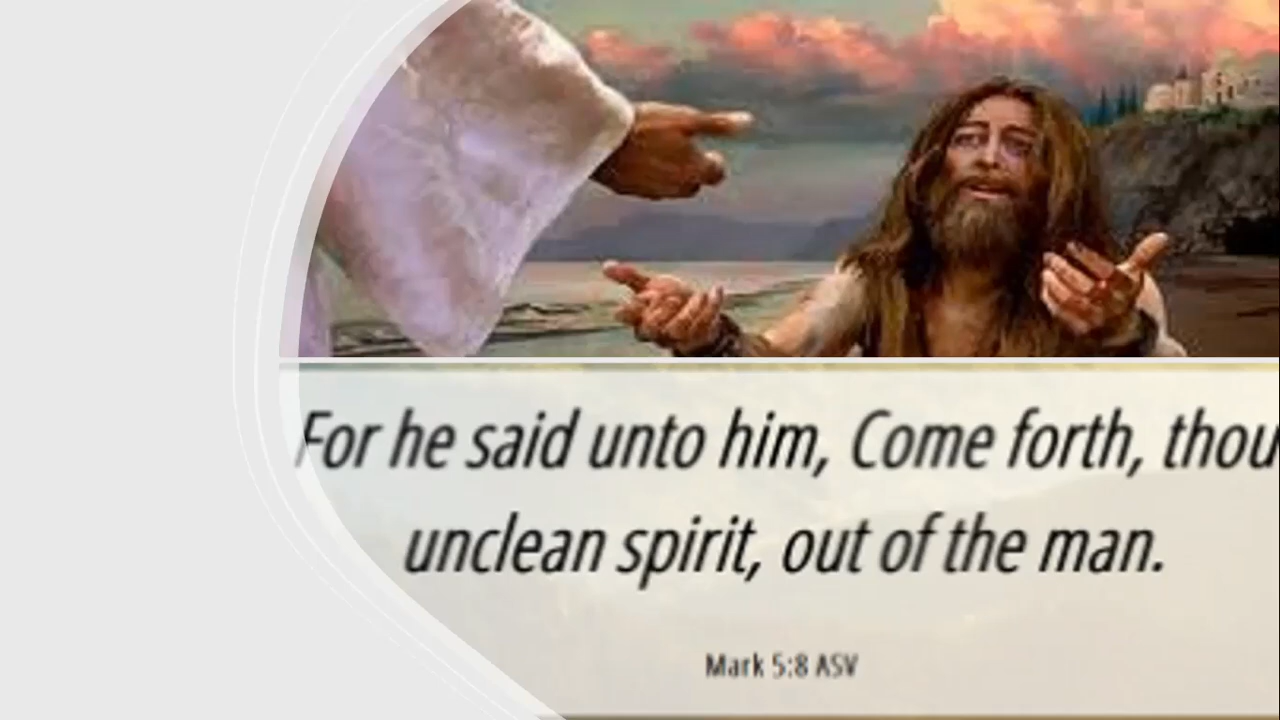 For he said unto him, Come forth, thou
unclean spirit, out of the man.
Mark 5:8 ASV